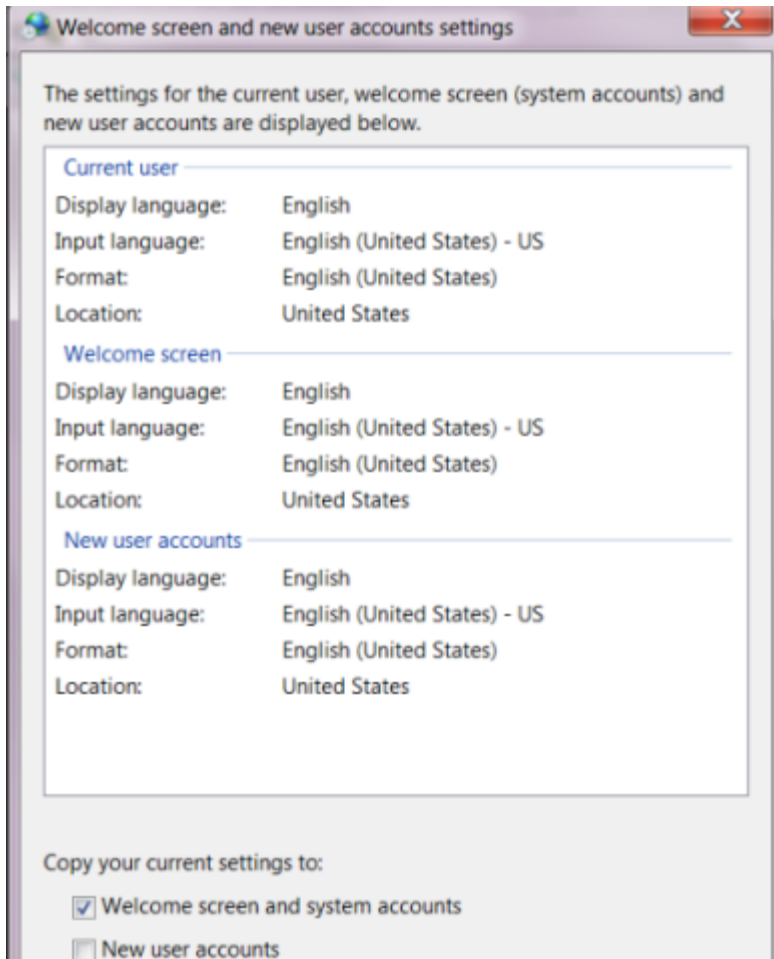 Welcome screen and new user accounts settings
The settings for the current user, welcome screen (system accounts) and
new user accounts are displayed below.
Current user
Display language: English
Input language: English (United States) - US
Format: English (United States)
Location: United States
Welcome screen
Display language: English
Input language: English (United States) - US
Format: English (United States)
Location: United States
New user accounts
Display language: English
Input language: English (United States) - US
Format: English (United States)
Location: United States
Copy your current settings to:
Welcome screen and system accounts
New user accounts